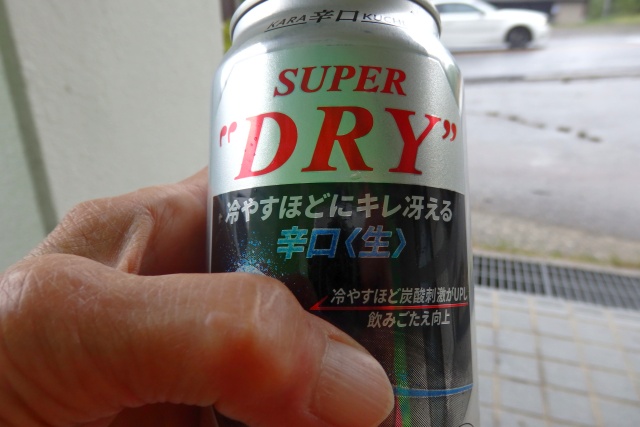 KARA 辛口 KUCHI
SUPER
"DRY"
冷やすほどにキレ冴える
辛口〈生〉
冷やすほど炭酸刺激がUP!
飲みごたえ向上